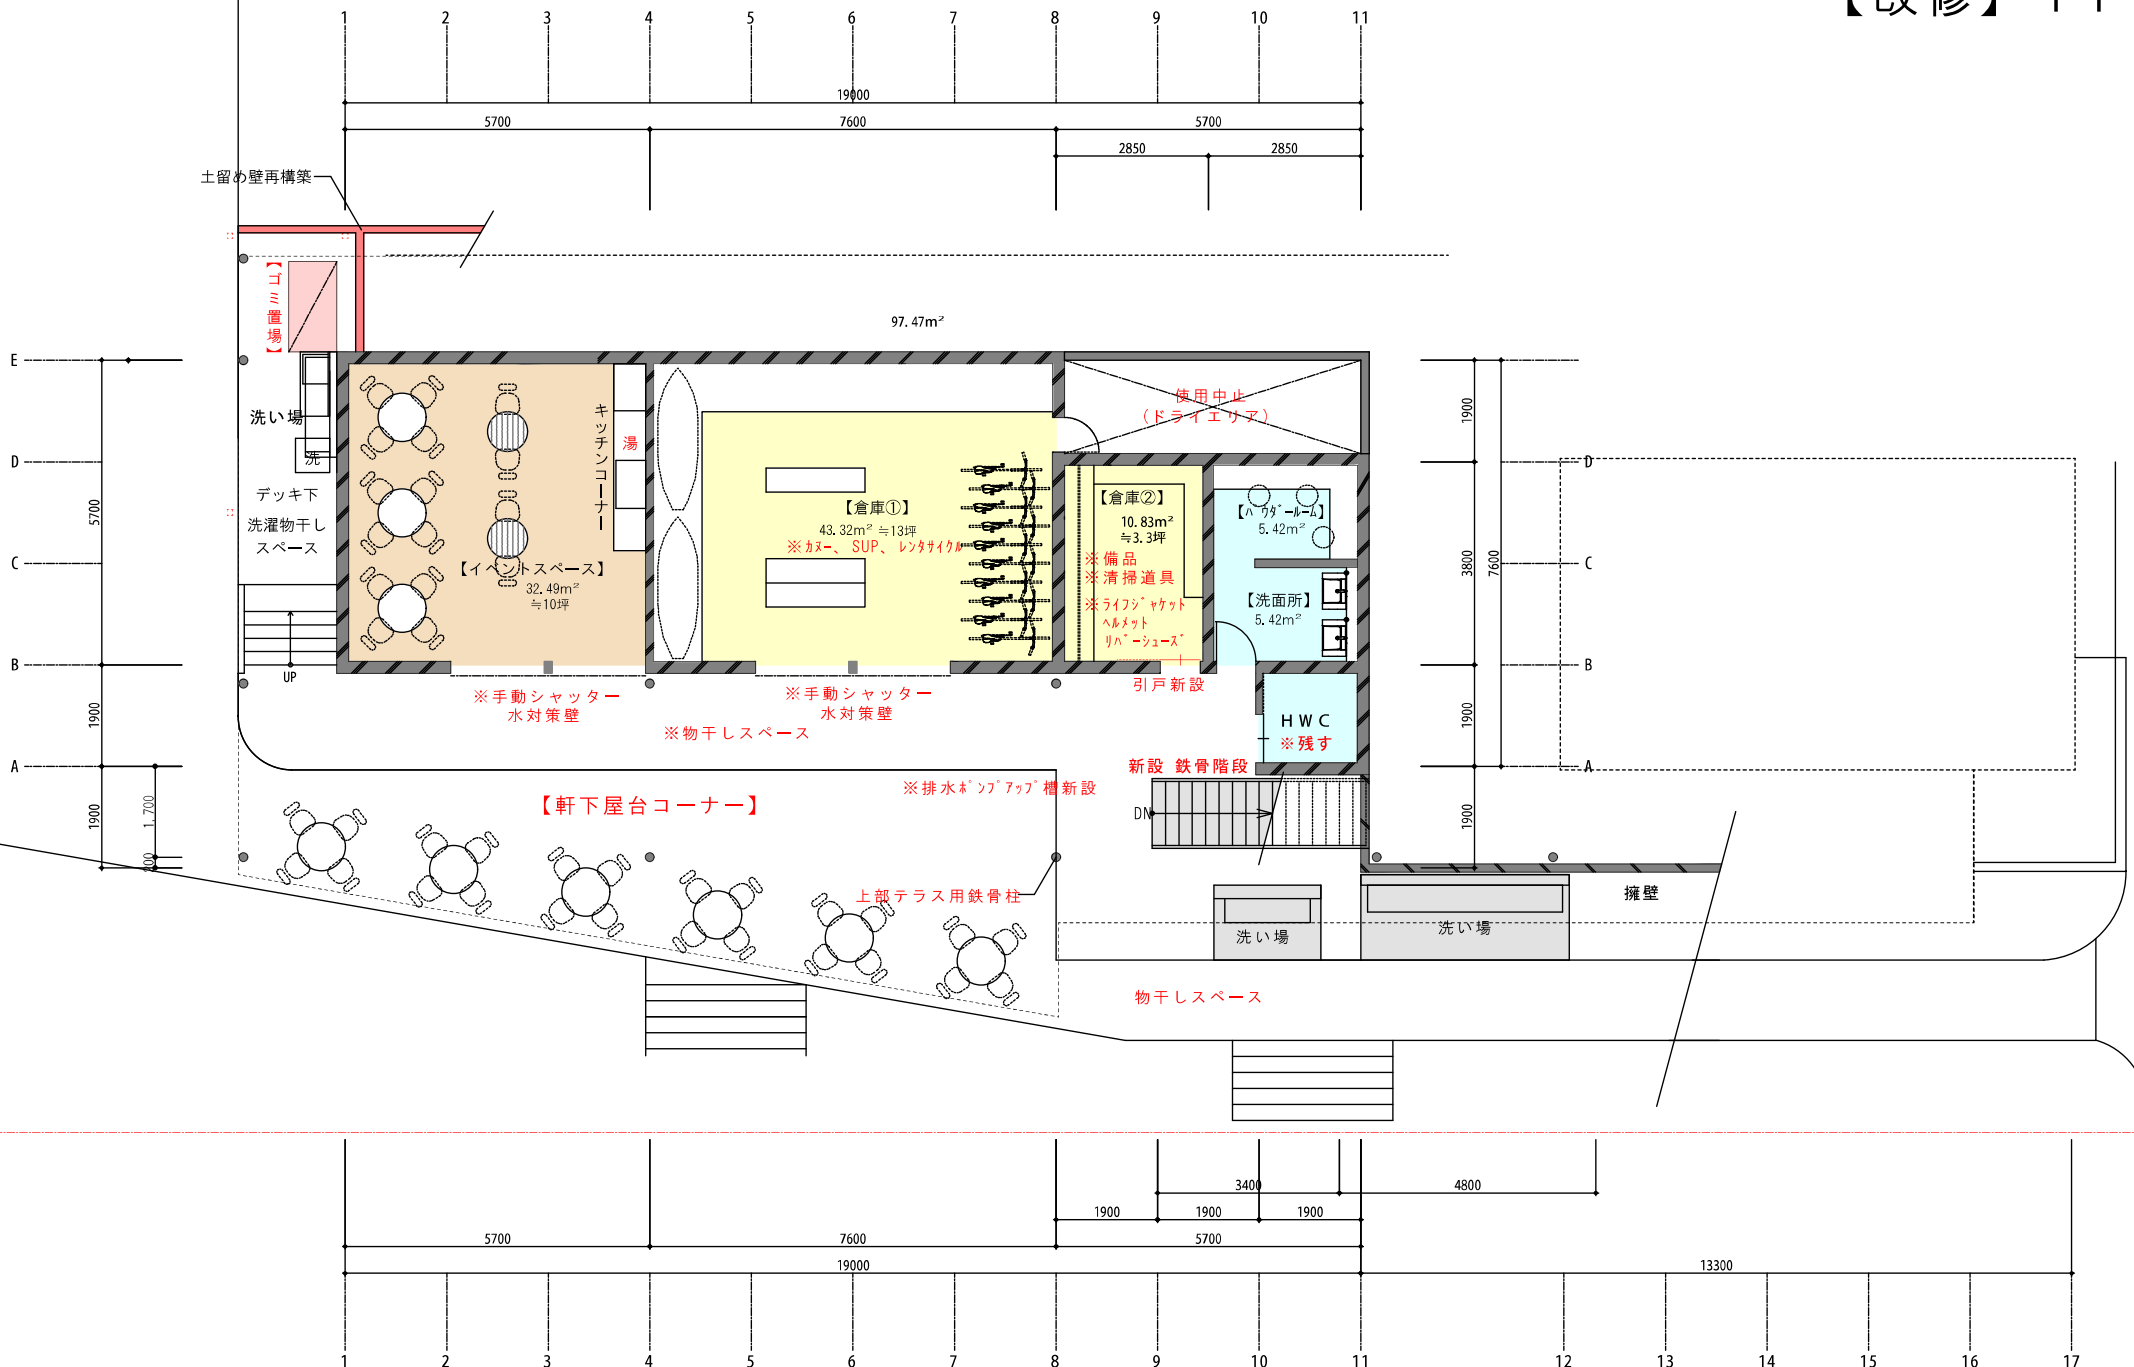 【改修】
1 2 3 4 5 6 7 8 9 10 11
19000
5700 7600 5700
2850 2850
土留め壁再構築
【ゴミ置場】
97.47m²
E
D
C
B
A
5700
1900
1900
1,700
洗い場
洗
デッキ下
洗濯物干し
スペース
UP
キッチンコーナー
湯
【イベントスペース】
32.49m²
≒10坪
【倉庫①】
43.32m² ≒13坪
※カヌー、SUP、レンタサイクル
使用中止
(ドライエリア)
【倉庫②】
10.83m²
≒3.3坪
※備品
※清掃道具
※ライフジャケット
ヘルメット
リバーシューズ
【パウダールーム】
5.42m²
【洗面所】
5.42m²
HWC
※残す
引戸新設
※手動シャッター
水対策壁
※手動シャッター
水対策壁
※物干しスペース
新設 鉄骨階段
※排水ポンプアップ槽新設
DN
【軒下屋台コーナー】
上部テラス用鉄骨柱
洗い場
洗い場
擁壁
物干しスペース
1900
3800
7600
1900
1900
D
C
B
A
3400 4800
1900 1900 1900
5700 7600 5700
19000 13300
1 2 3 4 5 6 7 8 9 10 11 12 13 14 15 16 17